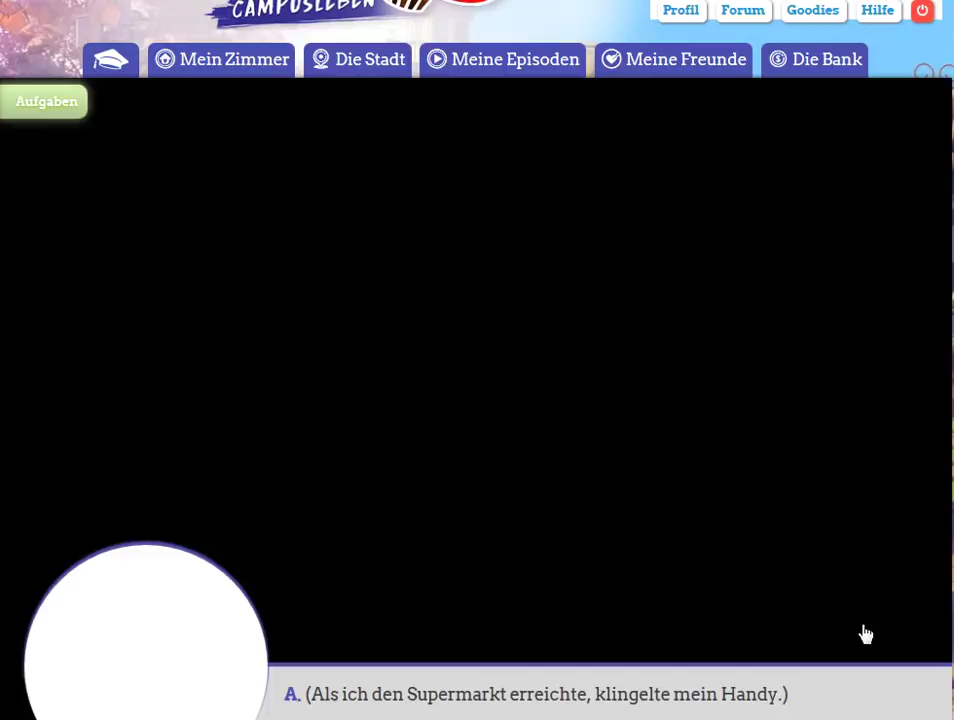 CAMPUSLEBEN
Profil
Forum
Goodies
Hilfe
Mein Zimmer
Die Stadt
Meine Episoden
Meine Freunde
Die Bank
Aufgaben
A. (Als ich den Supermarkt erreichte, klingelte mein Handy.)